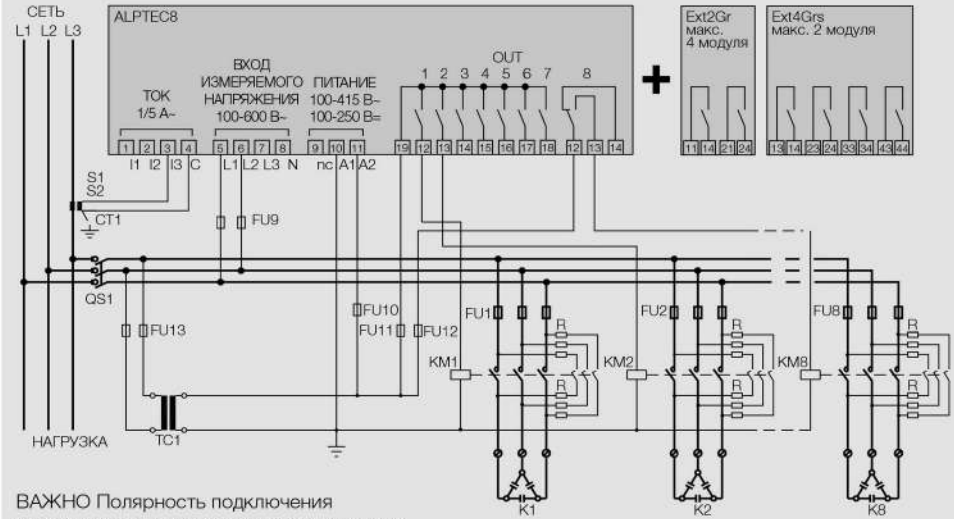 СЕТЬ
L1 L2 L3
ALPTEC8
ТОК
1/5 А~
ВХОД
ИЗМЕРЯЕМОГО
НАПРЯЖЕНИЯ
100-600 В~
ПИТАНИЕ
100-415 В~
100-250 В=
OUT
1 2 3 4 5 6 7 8
1 2 3 4 5 6 7 8 9 10 11 19 12 13 14 15 16 17 18 12 13 14
I1 I2 I3 C L1 L2 L3 N nc A1 A2
+
Ext2Gr
макс.
4 модуля
11 14 21 24
Ext4Grs
макс. 2 модуля
13 14 23 24 33 34 43 44
S1
S2
CT1
FU9
QS1
FU13
FU10
FU11
FU12
FU1
FU2
FU8
R
R
R
KM1
KM2
KM8
R
R
R
TC1
НАГРУЗКА
K1
K2
K8
ВАЖНО Полярность подключения